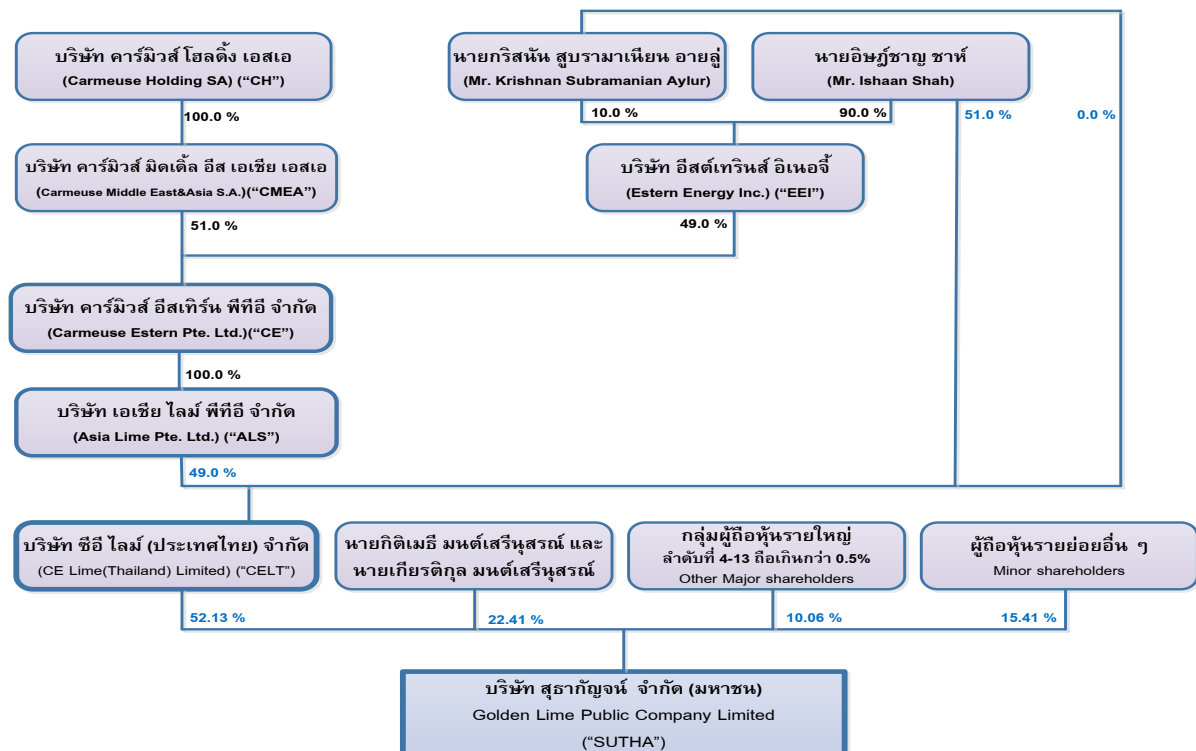 บริษัท คาร์มิวส์ โฮลดิ้ง เอสเอ
(Carmeuse Holding SA) (“CH”)
นายกริสนัน สูบรามาเนียน อายลู่
(Mr. Krishnan Subramanian Aylur)
นายอิษฎ์ชาญ ชาห์
(Mr. Ishaan Shah)
100.0 %
10.0%
90.0%
51.0 %
0.0 %
บริษัท คาร์มิวส์ มิดเดิ้ล อีส เอเชีย เอสเอ
(Carmeuse Middle East&Asia S.A.)(“CMEA”)
บริษัท อีสต์เทรินส์ อิเนอจี้
(Estern Energy Inc.) (“EEI”)
51.0 %
49.0 %
บริษัท คาร์มิวส์ อีสเทิร์น พีทีอี จำกัด
(Carmeuse Estern Pte. Ltd.)(“CE”)
100.0 %
บริษัท เอเชีย ไลม์ พีทีอี จำกัด
(Asia Lime Pte. Ltd.) (“ALS”)
49.0 %
บริษัท ซีอี ไลม์ (ประเทศไทย) จำกัด
(CE Lime(Thailand) Limited) (“CELT”)
นายกิติเมธี มนต์เสรีนุสรณ์ และ
นายเกียรติกุล มนต์เสรีนุสรณ์
กลุ่มผู้ถือหุ้นรายใหญ่
ลำดับที่ 4-13 ถือเกินกว่า 0.5%
Other Major shareholders
ผู้ถือหุ้นรายย่อยอื่น ๆ
Minor shareholders
52.13 %
22.41 %
10.06 %
15.41 %
บริษัท สุธากัญจน์ จำกัด (มหาชน)
Golden Lime Public Company Limited
(“SUTHA”)